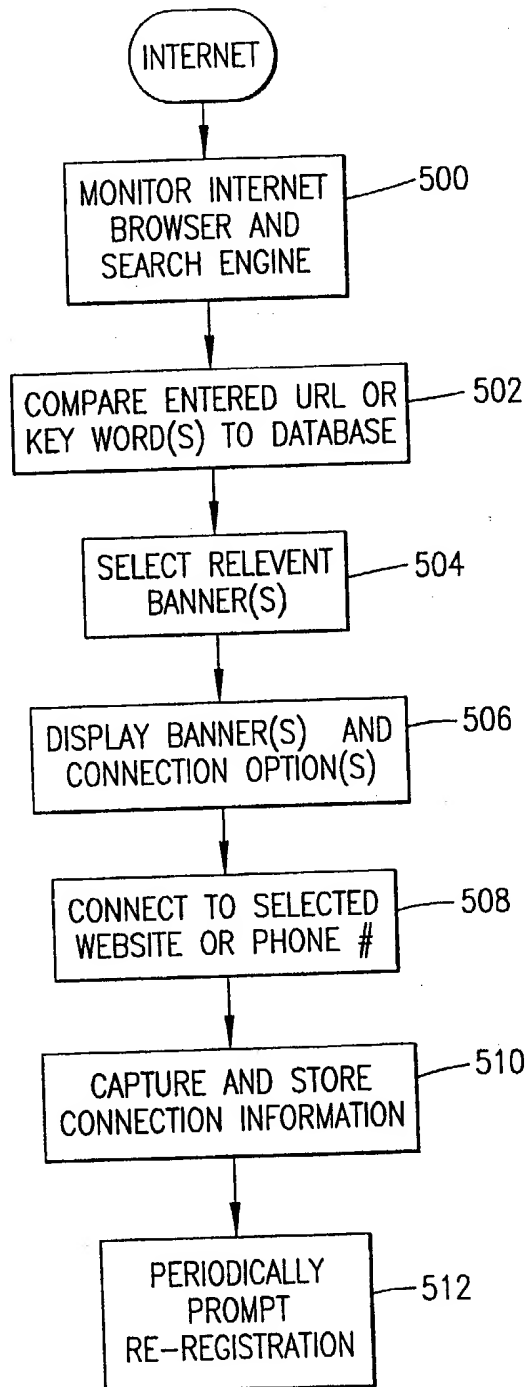 INTERNET
MONITOR INTERNET
BROWSER AND
SEARCH ENGINE
500
COMPARE ENTERED URL OR
KEY WORD(S) TO DATABASE
502
SELECT RELEVENT
BANNER(S)
504
DISPLAY BANNER(S) AND
CONNECTION OPTION(S)
506
CONNECT TO SELECTED
WEBSITE OR PHONE #
508
CAPTURE AND STORE
CONNECTION INFORMATION
510
PERIODICALLY
PROMPT
RE-REGISTRATION
512